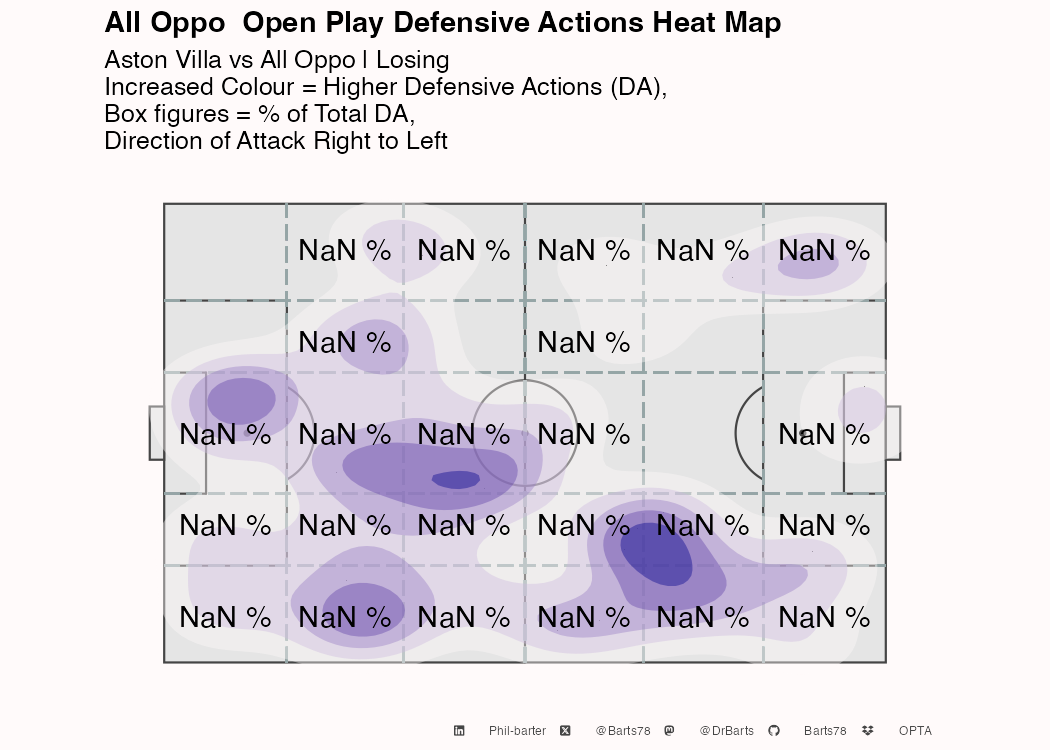 All Oppo  Open Play Defensive Actions Heat Map
Aston Villa vs All Oppo | Losing
Increased Colour = Higher Defensive Actions (DA),
Box figures = % of Total DA,
Direction of Attack Right to Left
NaN % NaN % NaN % NaN % NaN %
NaN % NaN %
NaN % NaN % NaN % NaN % NaN %
NaN % NaN % NaN % NaN % NaN % NaN %
NaN % NaN % NaN % NaN % NaN % NaN %
Phil-barter @Barts78 @DrBarts Barts78 OPTA